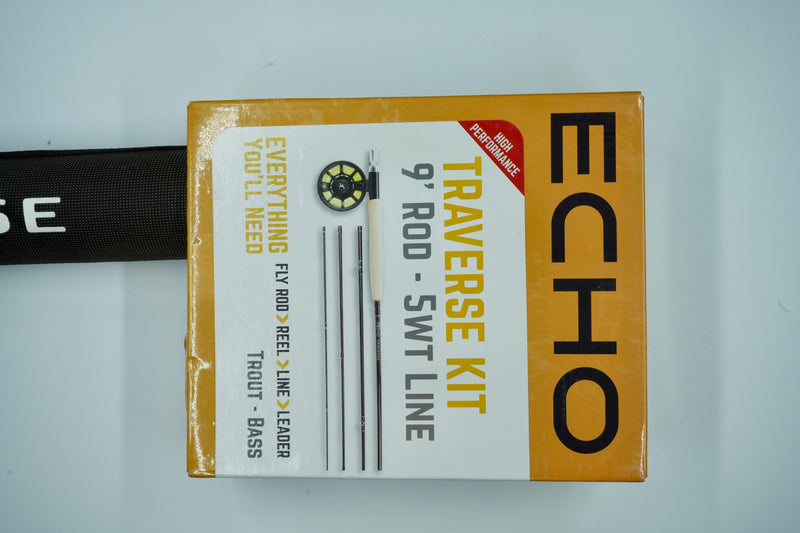 ECHO
HIGH
PERFORMANCE
TRAVERSE KIT
9' ROD - 5WT LINE
EVERYTHING
YOU'LL NEED
FLY ROD > REEL > LINE > LEADER
TROUT - BASS
SE